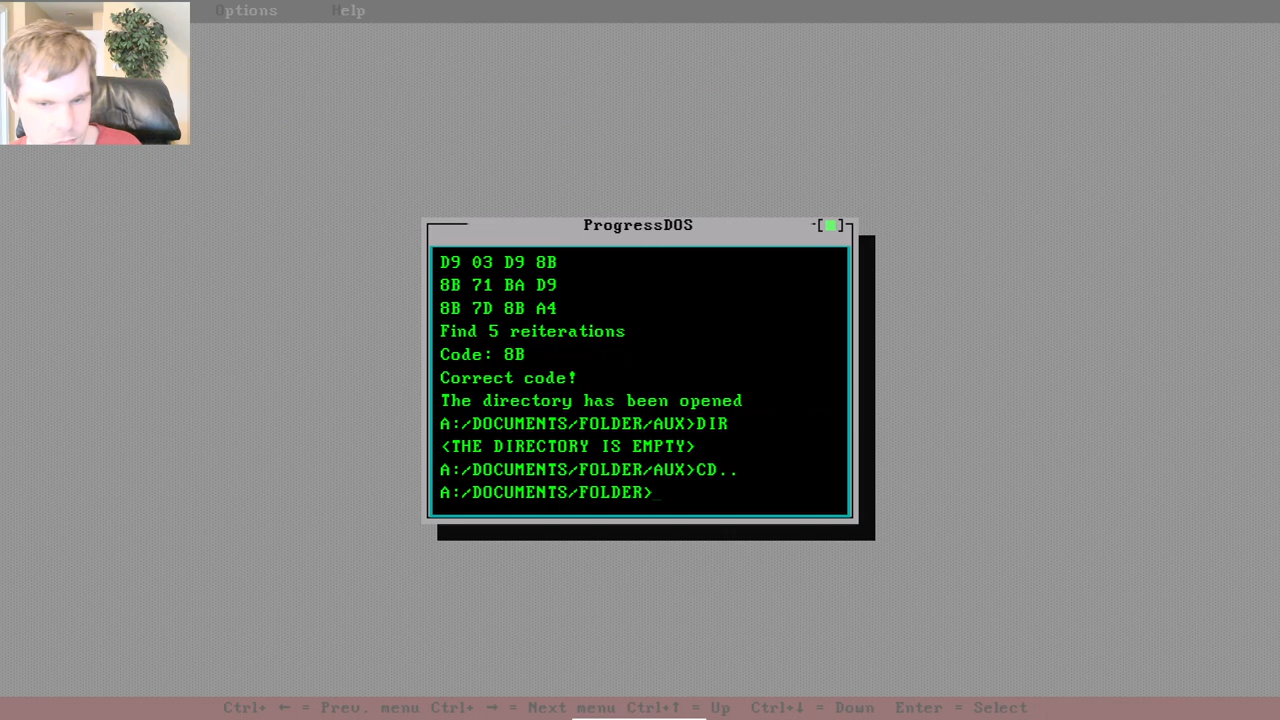 Options Help
ProgressDOS
D9 03 D9 8B
8B 71 BA D9
8B 7D 8B A4
Find 5 reiterations
Code: 8B
Correct code!
The directory has been opened
A:/DOCUMENTS/FOLDER/AUX>DIR
<THE DIRECTORY IS EMPTY>
A:/DOCUMENTS/FOLDER/AUX>CD..
A:/DOCUMENTS/FOLDER>_
Ctrl+ ← = Prev. menu Ctrl+ → = Next menu Ctrl+↑ = Up Ctrl+↓ = Down Enter = Select